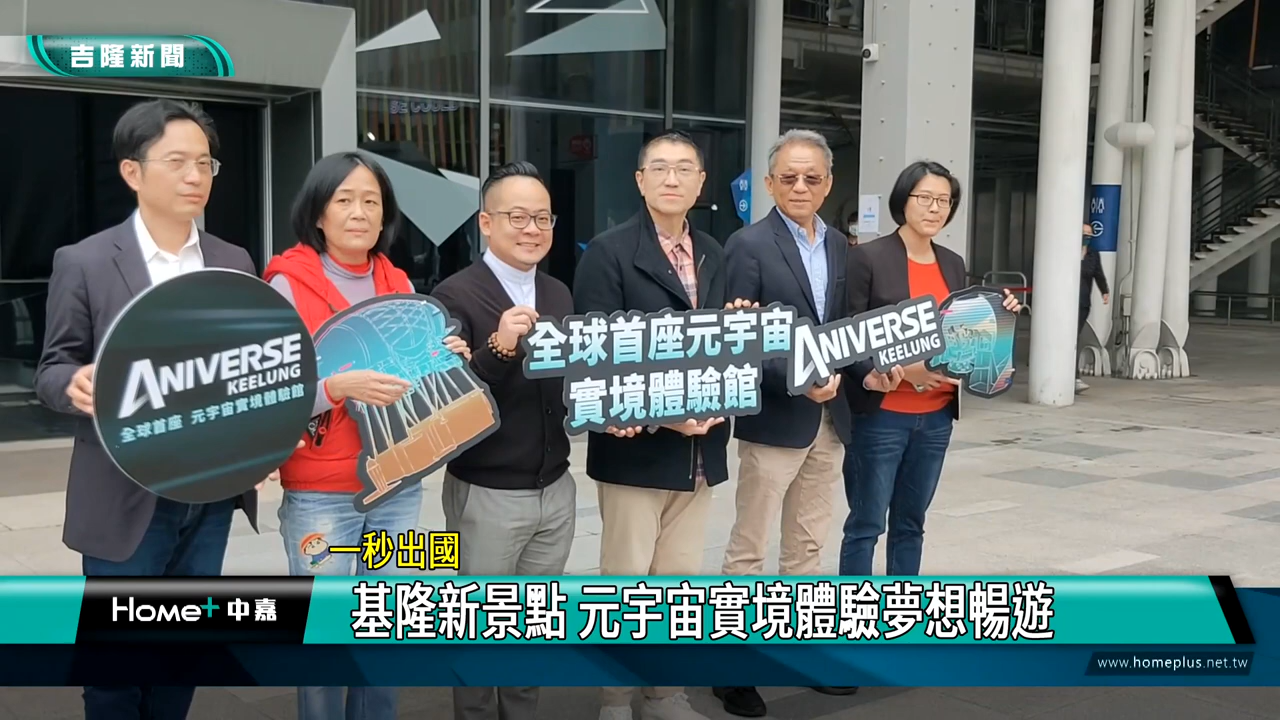 吉隆新聞
ANIVERSE
KEELUNG
全球首座 元宇宙實境體驗館
全球首座元宇宙
實境體驗館
ANIVERSE
KEELUNG
一秒出國
Home+中嘉
基隆新景點 元宇宙實境體驗夢想暢遊
www.homeplus.net.tw